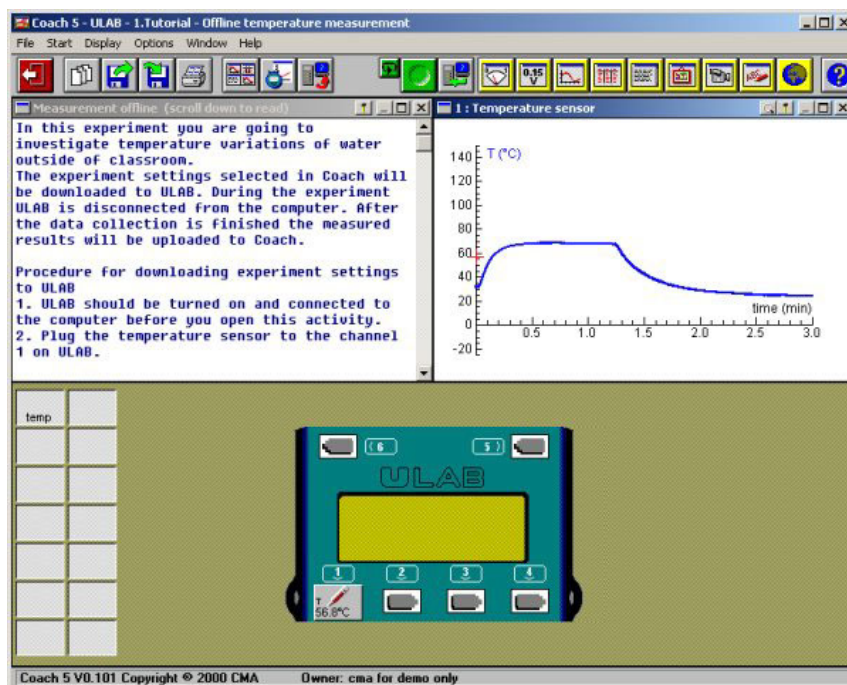 Coach 5 - ULAB - 1.Tutorial - Offline temperature measurement
File Start Display Options Window Help
0.15
V
Measurement offline (scroll down to read)
In this experiment you are going to
investigate temperature variations of water
outside of classroom.
The experiment settings selected in Coach will
be downloaded to ULAB. During the experiment
ULAB is disconnected from the computer. After
the data collection is finished the measured
results will be uploaded to Coach.
Procedure for downloading experiment settings
to ULAB
1. ULAB should be turned on and connected to
the computer before you open this activity.
2. Plug the temperature sensor to the channel
1 on ULAB.
1 : Temperature sensor
T (°C)
140
120
100
80
60
40
20
0
-20
time (min)
0.5 1.0 1.5 2.0 2.5 3.0
temp
6 5
ULAB
1 2 3 4
T
56.8°C
Coach 5 V0.101 Copyright © 2000 CMA Owner: cma for demo only